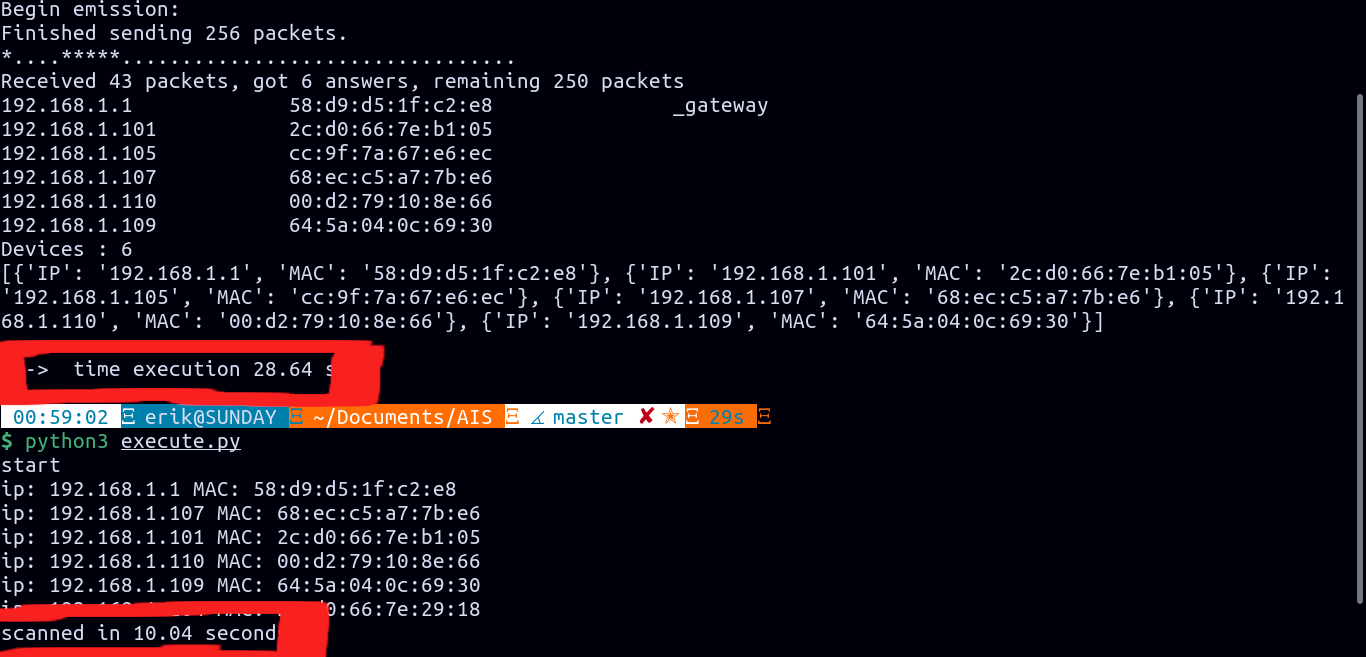 Begin emission:
Finished sending 256 packets.
*....*****.................................
Received 43 packets, got 6 answers, remaining 250 packets
192.168.1.1 58:d9:d5:1f:c2:e8 _gateway
192.168.1.101 2c:d0:66:7e:b1:05
192.168.1.105 cc:9f:7a:67:e6:ec
192.168.1.107 68:ec:c5:a7:7b:e6
192.168.1.110 00:d2:79:10:8e:66
192.168.1.109 64:5a:04:0c:69:30
Devices : 6
[{'IP': '192.168.1.1', 'MAC': '58:d9:d5:1f:c2:e8'}, {'IP': '192.168.1.101', 'MAC': '2c:d0:66:7e:b1:05'}, {'IP':
'192.168.1.105', 'MAC': 'cc:9f:7a:67:e6:ec'}, {'IP': '192.168.1.107', 'MAC': '68:ec:c5:a7:7b:e6'}, {'IP': '192.1
68.1.110', 'MAC': '00:d2:79:10:8e:66'}, {'IP': '192.168.1.109', 'MAC': '64:5a:04:0c:69:30'}]
-> time execution 28.64 s
00:59:02 erik@SUNDAY ~/Documents/AIS master ✘ ✭ 29s
$ python3 execute.py
start
ip: 192.168.1.1 MAC: 58:d9:d5:1f:c2:e8
ip: 192.168.1.107 MAC: 68:ec:c5:a7:7b:e6
ip: 192.168.1.101 MAC: 2c:d0:66:7e:b1:05
ip: 192.168.1.110 MAC: 00:d2:79:10:8e:66
ip: 192.168.1.109 MAC: 64:5a:04:0c:69:30
ip: MAC: d0:66:7e:29:18
scanned in 10.04 second